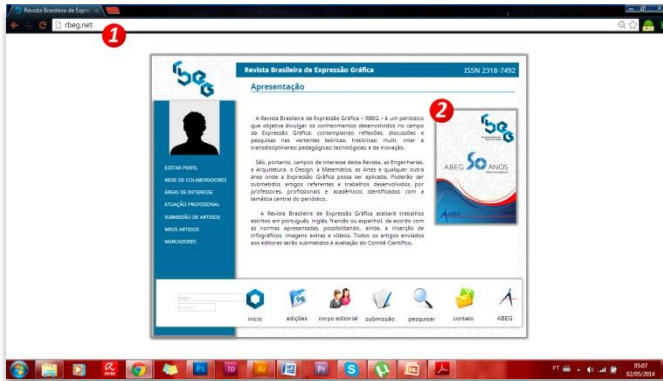 Revista Brasileira de Expre
rbeg.net
1
rbeg
Revista Brasileira de Expressão Gráfica
ISSN 2318-7492
Apresentação
A Revista Brasileira de Expressão Gráfica – RBEG – é um periódico
que objetiva divulgar os conhecimentos desenvolvidos no campo
da Expressão Gráfica, contemplando reflexões, discussões e
pesquisas nas vertentes teóricas; históricas; multi, inter e
transdisciplinares; pedagógicas; tecnológicas; e de inovação.
São, portanto, campos de interesse desta Revista, as Engenharias,
a Arquitetura, o Design, a Matemática, as Artes e qualquer outra
área onde a Expressão Gráfica possa ser aplicada. Poderão ser
submetidos artigos referentes a trabalhos desenvolvidos por
professores, profissionais e acadêmicos identificados com a
temática central do periódico.
A Revista Brasileira de Expressão Gráfica aceitará trabalhos
escritos em português, inglês, francês ou espanhol, de acordo com
as normas apresentadas, possibilitando, ainda, a inserção de
infográficos, imagens extras e vídeos. Todos os artigos enviados
aos editores serão submetidos à avaliação do Comitê Científico.
2
rbeg
ABEG 50 ANOS
ABEG
EDITAR PERFIL
REDE DE COLABORADORES
ÁREAS DE INTERESSE
ATUAÇÃO PROFISSIONAL
SUBMISSÃO DE ARTIGOS
MEUS ARTIGOS
MARCADORES
início
edições
corpo editorial
submissão
pesquisar
contato
ABEG
Ps
Id
Ai
Pr
S
PT
05:07
02/05/2014